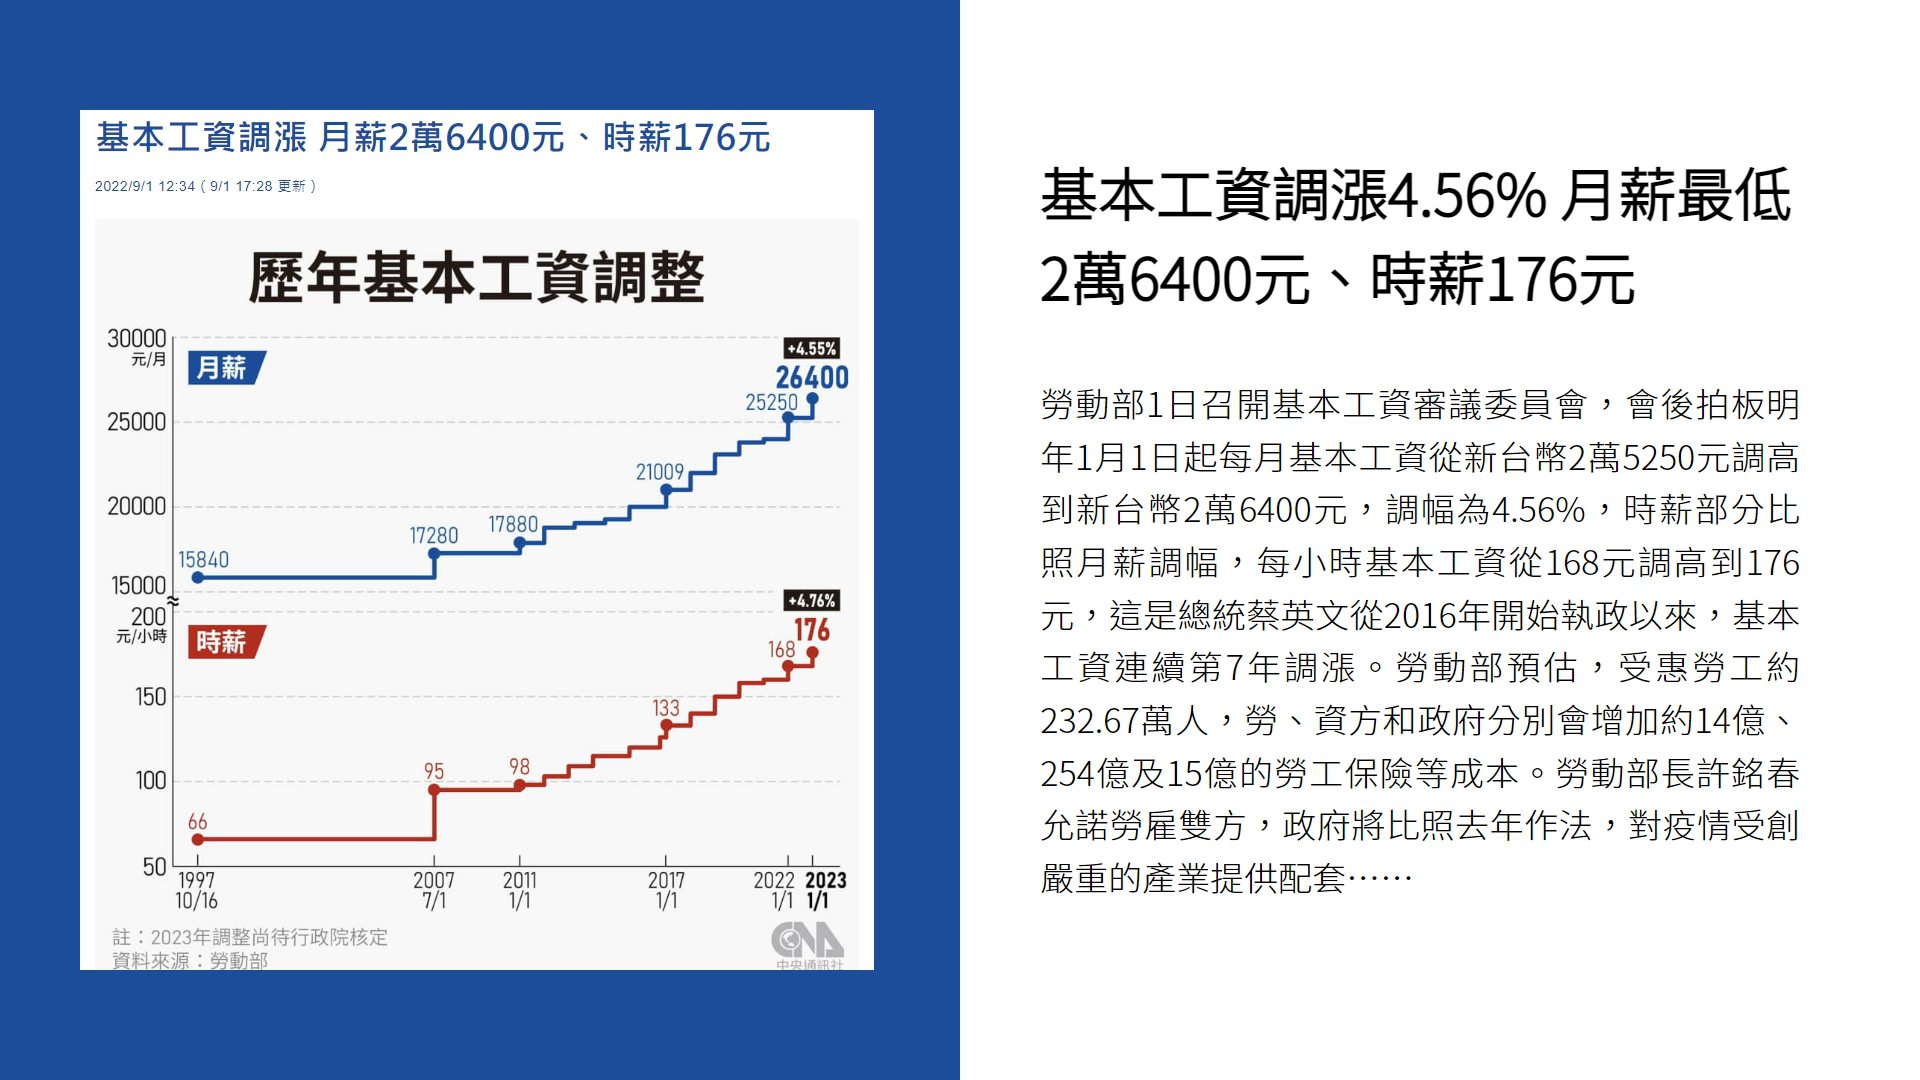 基本工資調漲 月薪2萬6400元、時薪176元
2022/9/1 12:34（9/1 17:28 更新）
歷年基本工資調整
30000
元/月
月薪
+4.55%
26400
25250
25000
21009
20000
17880
17280
15840
15000
≈
200
元/小時
時薪
+4.76%
176
168
150
133
100
98
95
66
50
1997 2007 2011 2017 2022 2023
10/16 7/1 1/1 1/1 1/1 1/1
註：2023年調整尚待行政院核定
資料來源：勞動部
CNA
中央通訊社
基本工資調漲4.56% 月薪最低
2萬6400元、時薪176元
勞動部1日召開基本工資審議委員會，會後拍板明
年1月1日起每月基本工資從新台幣2萬5250元調高
到新台幣2萬6400元，調幅為4.56%，時薪部分比
照月薪調幅，每小時基本工資從168元調高到176
元，這是總統蔡英文從2016年開始執政以來，基本
工資連續第7年調漲。勞動部預估，受惠勞工約
232.67萬人，勞、資方和政府分別會增加約14億、
254億及15億的勞工保險等成本。勞動部長許銘春
允諾勞雇雙方，政府將比照去年作法，對疫情受創
嚴重的產業提供配套……